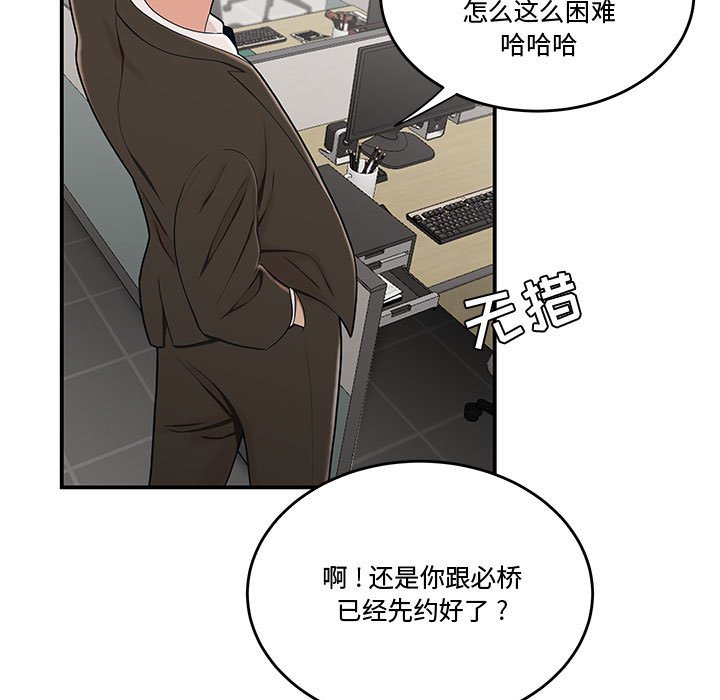 怎么这么困难
哈哈哈
无措
啊！还是你跟必桥
已经先约好了？